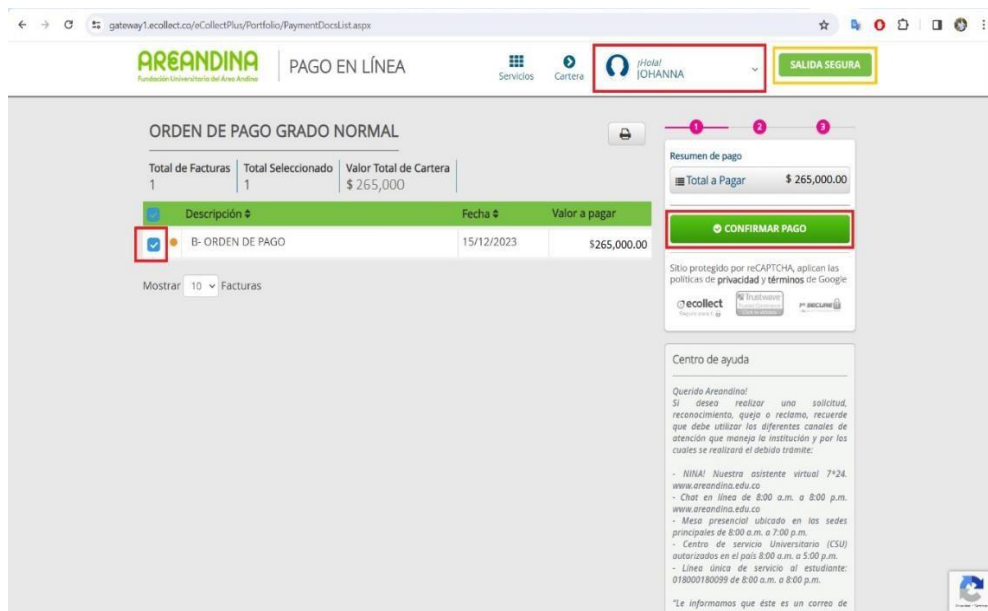 gateway1.ecollect.co/eCollectPlus/Portfolio/PaymentDocsList.aspx
AREANDINA
Fundación Universitaria del Área Andina
PAGO EN LÍNEA
Servicios
Cartera
¡Hola!
JOHANNA
SALIDA SEGURA
ORDEN DE PAGO GRADO NORMAL
Total de Facturas
1
Total Seleccionado
1
Valor Total de Cartera
$ 265,000
Descripción
Fecha
Valor a pagar
B- ORDEN DE PAGO
15/12/2023
$265,000.00
Mostrar 10 Facturas
1 2 3
Resumen de pago
Total a Pagar $ 265,000.00
CONFIRMAR PAGO
Sitio protegido por reCAPTCHA, aplican las
políticas de privacidad y términos de Google
ecollect
Trustwave
SECURE
Centro de ayuda
Querido Areandino!
Si desea realizar una solicitud,
reconocimiento, queja o reclamo, recuerde
que debe utilizar los diferentes canales de
atención que maneja la institución y por los
cuales se realizará el debido trámite:
- NINA! Nuestra asistente virtual 7*24.
www.areandina.edu.co
- Chat en línea de 8:00 a.m. a 8:00 p.m.
www.areandina.edu.co
- Mesa presencial ubicado en las sedes
principales de 8:00 a.m. a 7:00 p.m.
- Centro de servicio Universitario (CSU)
autorizados en el país 8:00 a.m. a 5:00 p.m.
- Línea única de servicio al estudiante:
018000180099 de 8:00 a.m. a 8:00 p.m.
"Le informamos que éste es un correo de